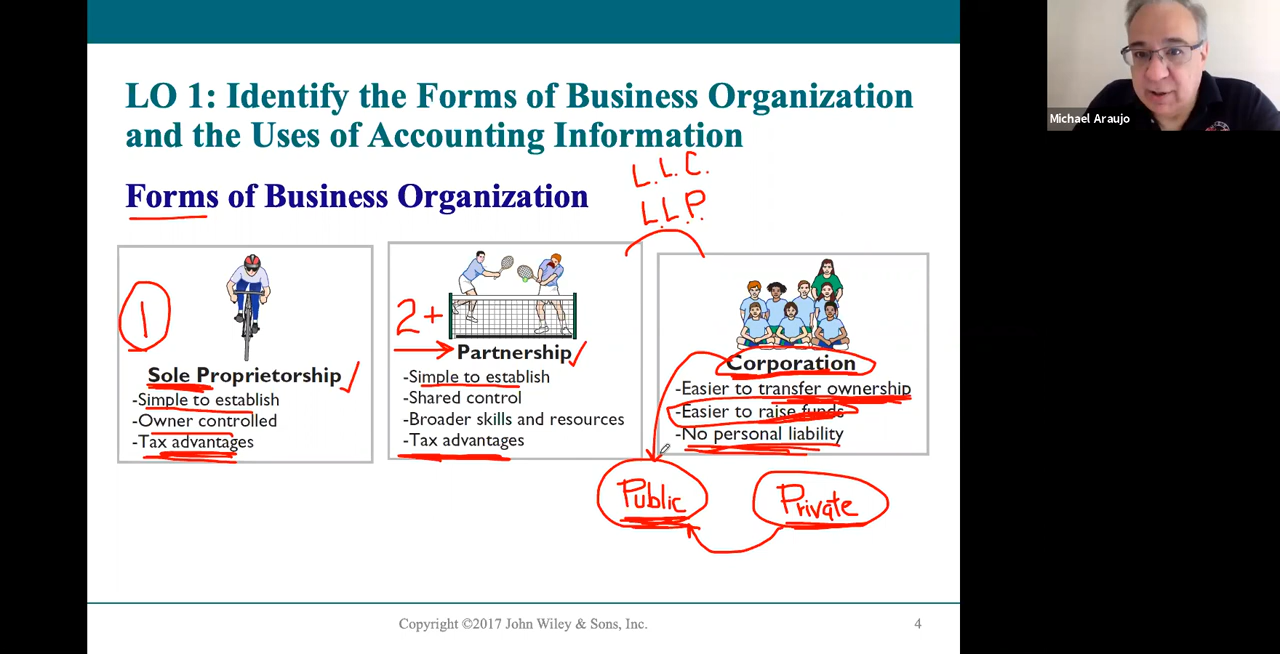 LO 1: Identify the Forms of Business Organization
and the Uses of Accounting Information
Michael Araujo
L.L.C.
L.L.P.
Forms of Business Organization
1
Sole Proprietorship
-Simple to establish
-Owner controlled
-Tax advantages
2+
Partnership
-Simple to establish
-Shared control
-Broader skills and resources
-Tax advantages
Corporation
-Easier to transfer ownership
-Easier to raise funds
-No personal liability
Public
Private
Copyright ©2017 John Wiley & Sons, Inc.
4